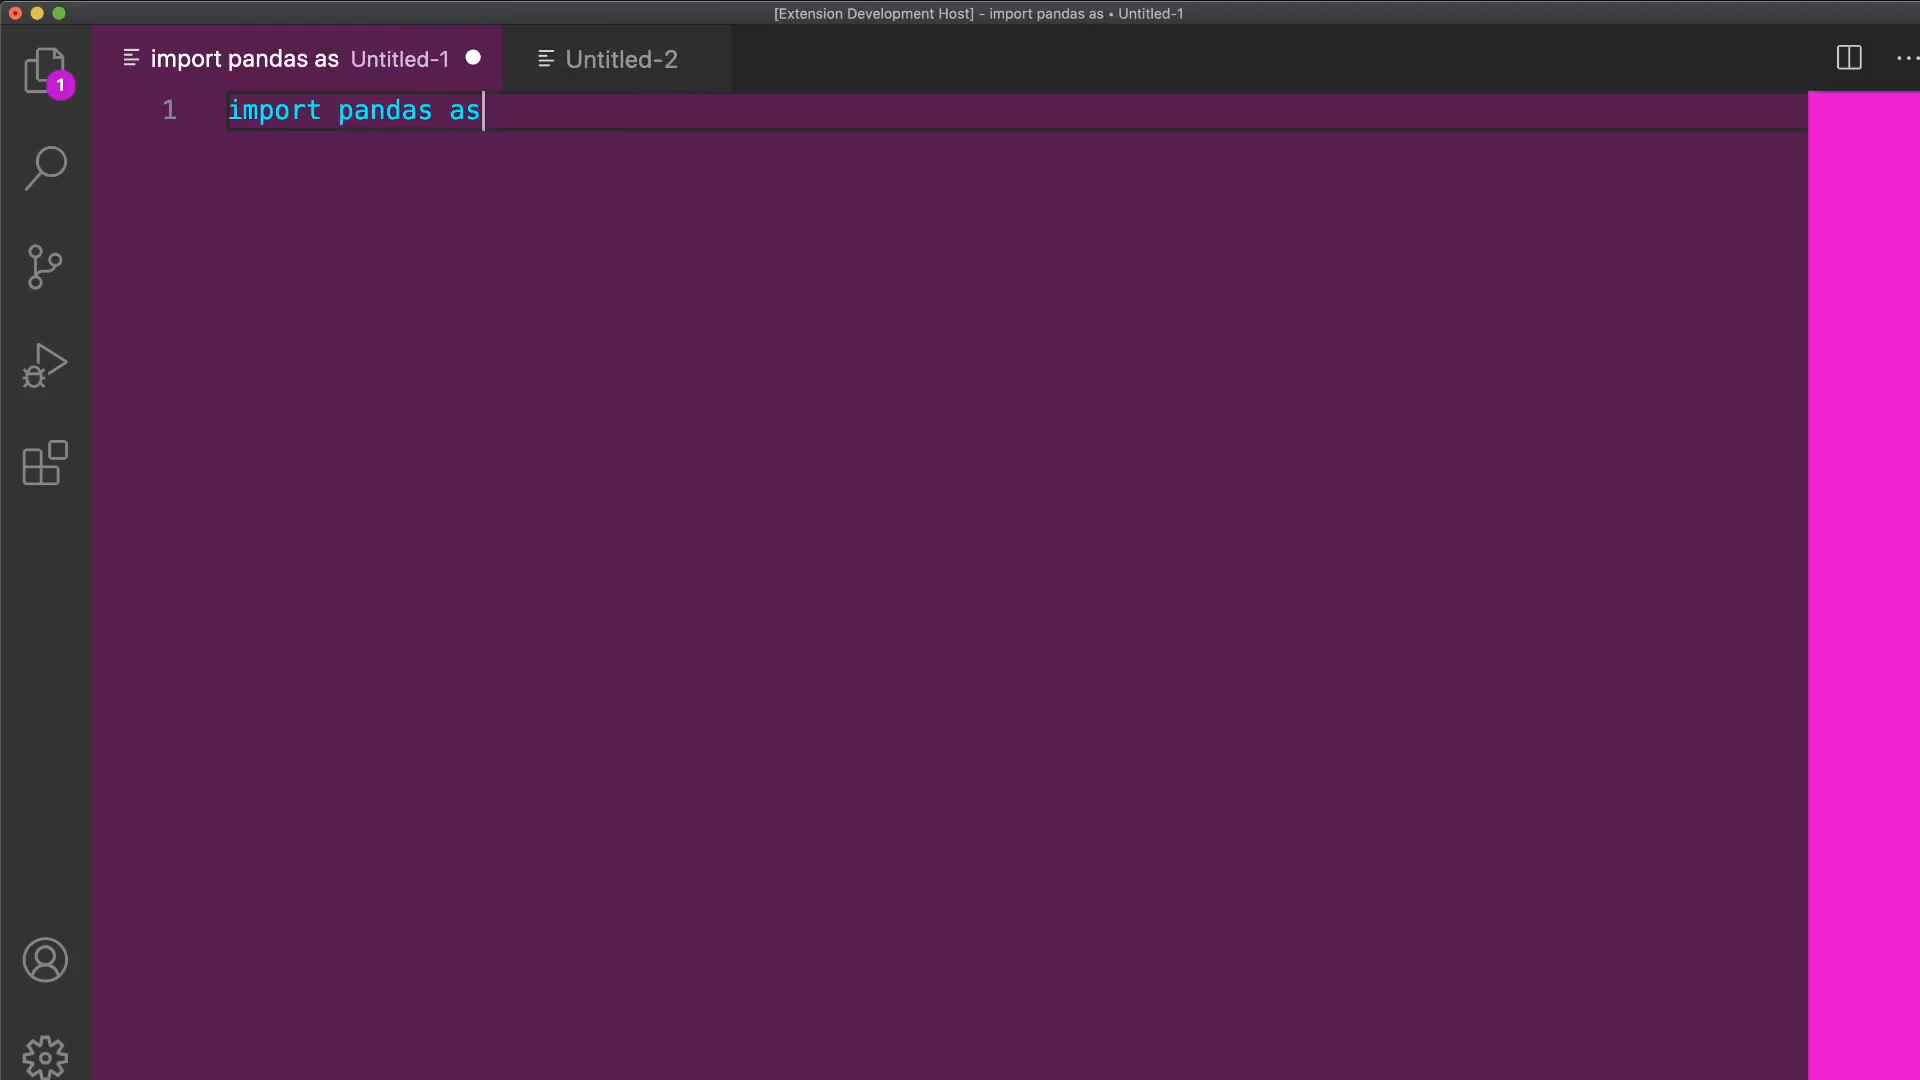 [Extension Development Host] - import pandas as • Untitled-1
import pandas as Untitled-1
Untitled-2
1
1 import pandas as